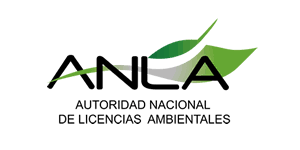 ANLA
AUTORIDAD NACIONAL
DE LICENCIAS AMBIENTALES